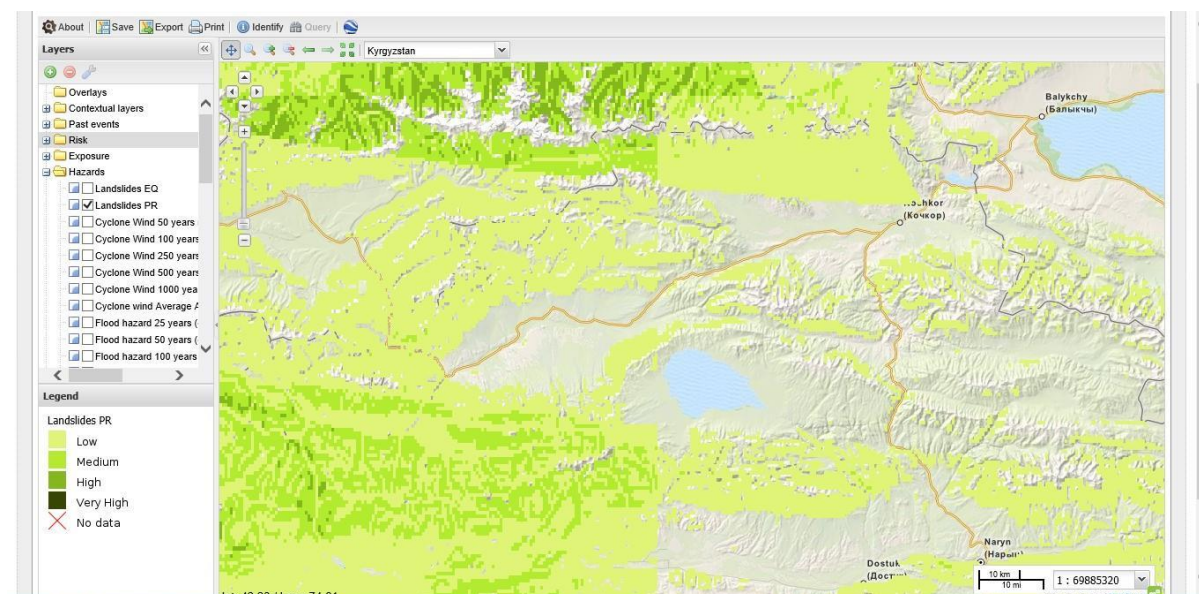 About Save Export Print Identify Query
Layers
Kyrgyzstan
Overlays
Contextual layers
Past events
Risk
Exposure
Hazards
Landslides EQ
Landslides PR
Cyclone Wind 50 years
Cyclone Wind 100 years
Cyclone Wind 250 years
Cyclone Wind 500 years
Cyclone Wind 1000 yea
Cyclone wind Average A
Flood hazard 25 years (
Flood hazard 50 years (
Flood hazard 100 years
Legend
Landslides PR
Low
Medium
High
Very High
No data
Balykchy
(Балыкчы)
(Кочкор)
Naryn
Dostuk
10 km
10 mi
1 : 69885320